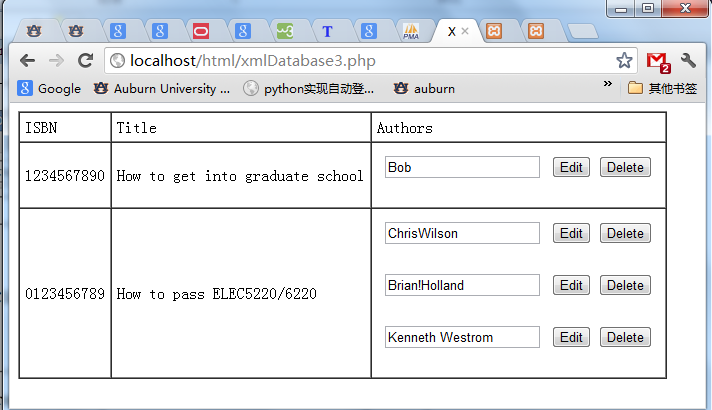 PMA
X
localhost/html/xmlDatabase3.php
2
Google Auburn University ... python实现自动登... auburn » 其他书签
ISBN Title Authors
1234567890 How to get into graduate school Bob Edit Delete
ChrisWilson Edit Delete
0123456789 How to pass ELEC5220/6220 Brian!Holland Edit Delete
Kenneth Westrom Edit Delete